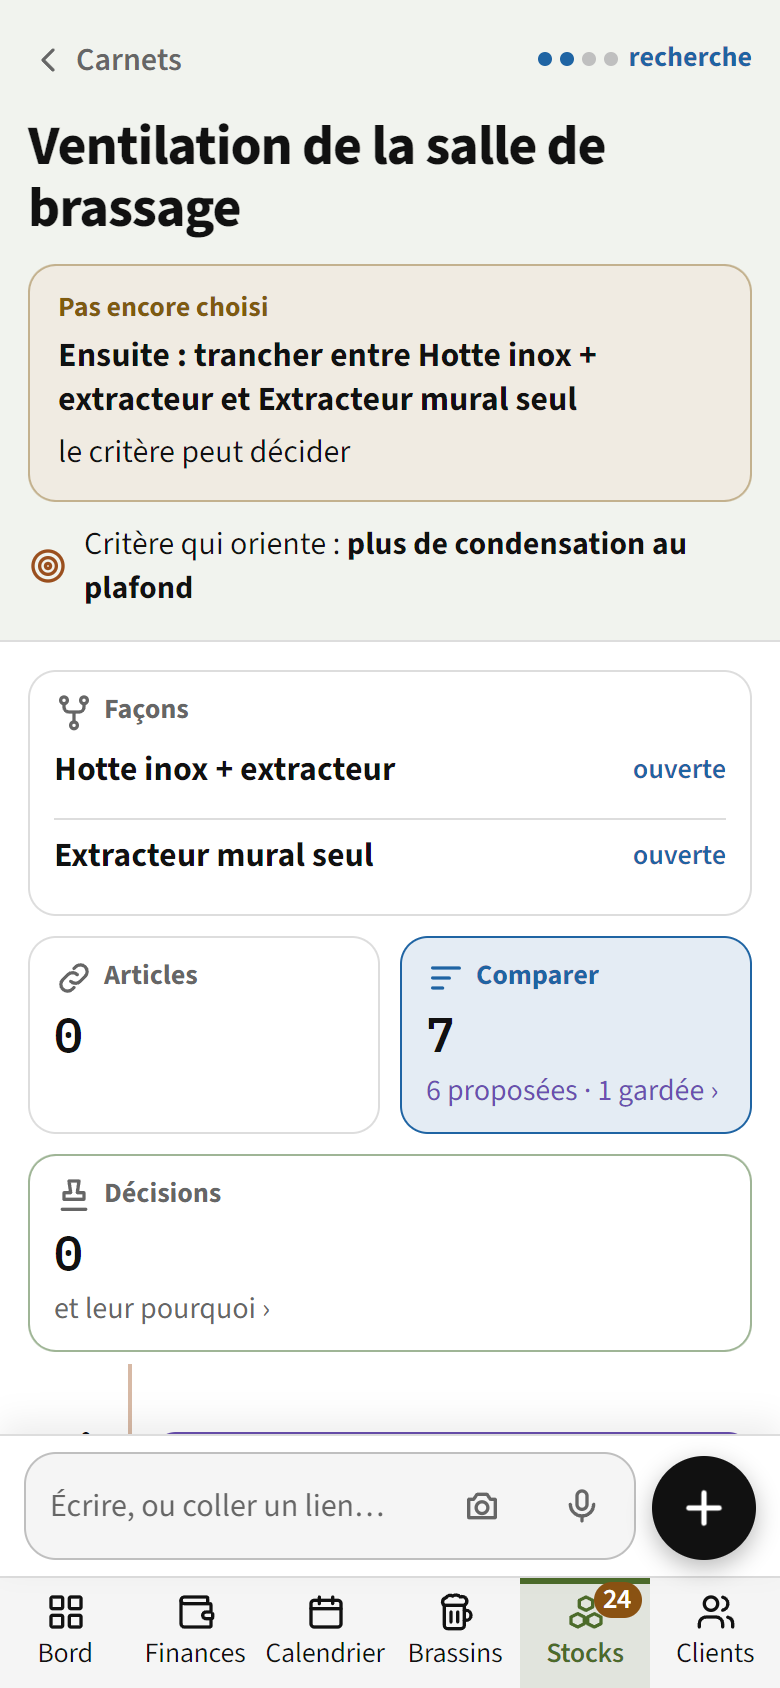 Carnets
recherche
Ventilation de la salle de
brassage
Pas encore choisi
Ensuite : trancher entre Hotte inox +
extracteur et Extracteur mural seul
le critère peut décider
Critère qui oriente : plus de condensation au
plafond
Façons
Hotte inox + extracteur
ouverte
Extracteur mural seul
ouverte
Articles
0
Comparer
7
6 proposées · 1 gardée ›
Décisions
0
et leur pourquoi ›
Écrire, ou coller un lien…
Bord
Finances
Calendrier
Brassins
24
Stocks
Clients